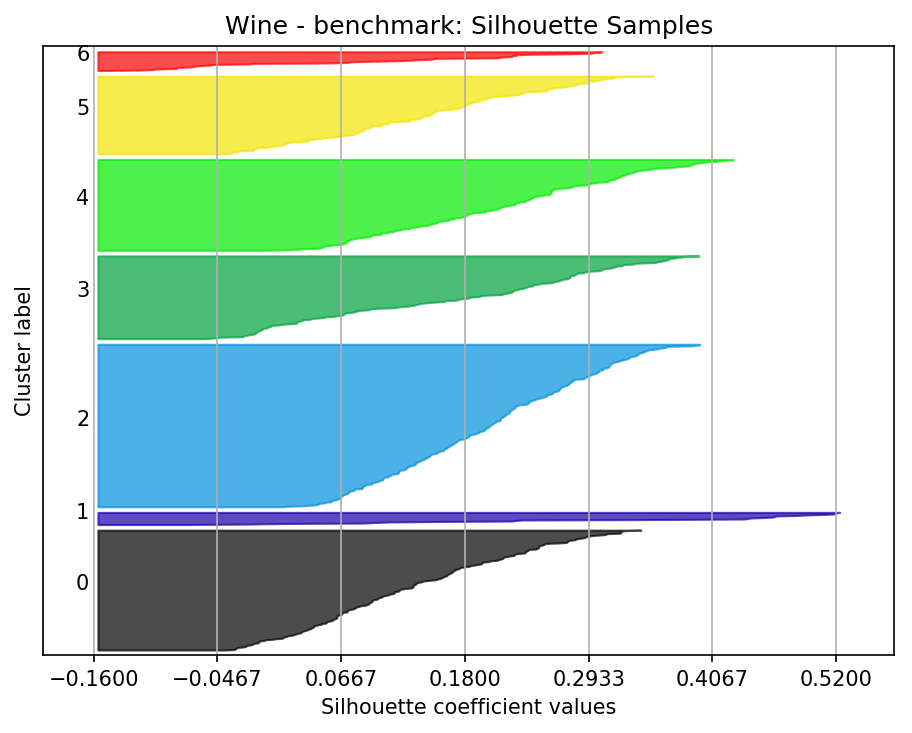 Wine - benchmark: Silhouette Samples
6
5
4
3
2
1
0
Cluster label
−0.1600 −0.0467 0.0667 0.1800 0.2933 0.4067 0.5200
Silhouette coefficient values